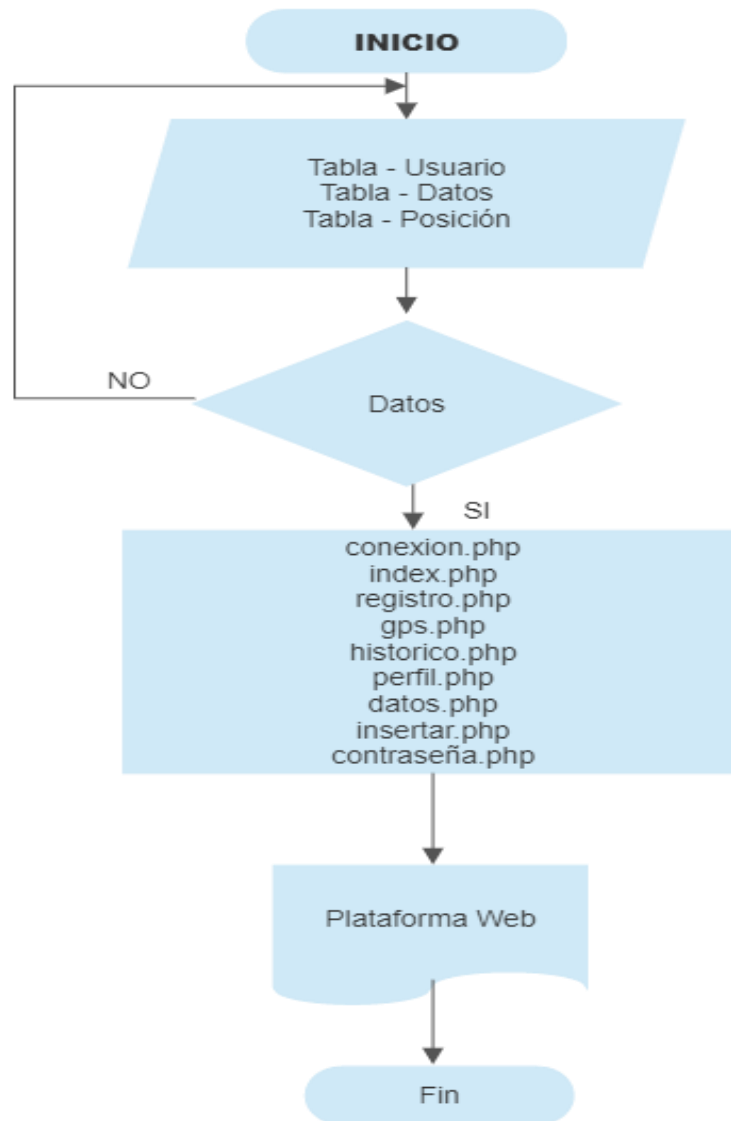 INICIO
Tabla - Usuario
Tabla - Datos
Tabla - Posición
NO
Datos
SI
conexion.php
index.php
registro.php
gps.php
historico.php
perfil.php
datos.php
insertar.php
contraseña.php
Plataforma Web
Fin